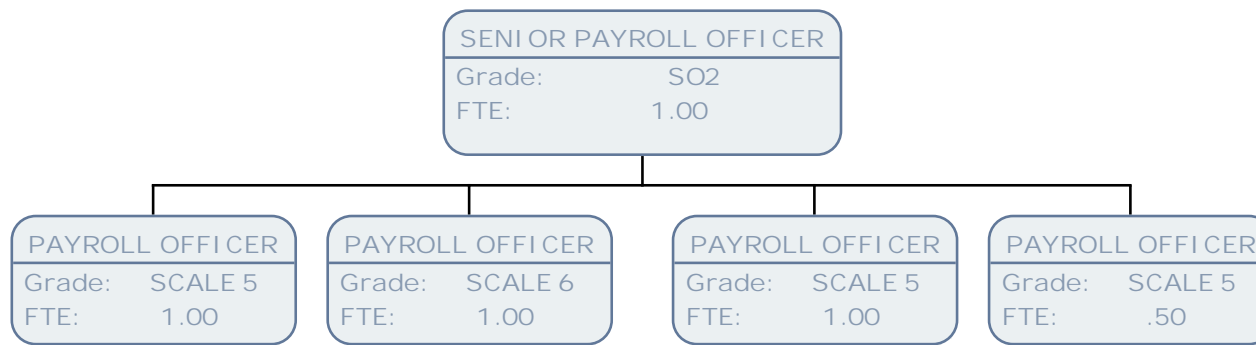 SENIOR PAYROLL OFFICER
Grade: SO2
FTE: 1.00
PAYROLL OFFICER
Grade: SCALE 5
FTE: 1.00
PAYROLL OFFICER
Grade: SCALE 6
FTE: 1.00
PAYROLL OFFICER
Grade: SCALE 5
FTE: 1.00
PAYROLL OFFICER
Grade: SCALE 5
FTE: .50